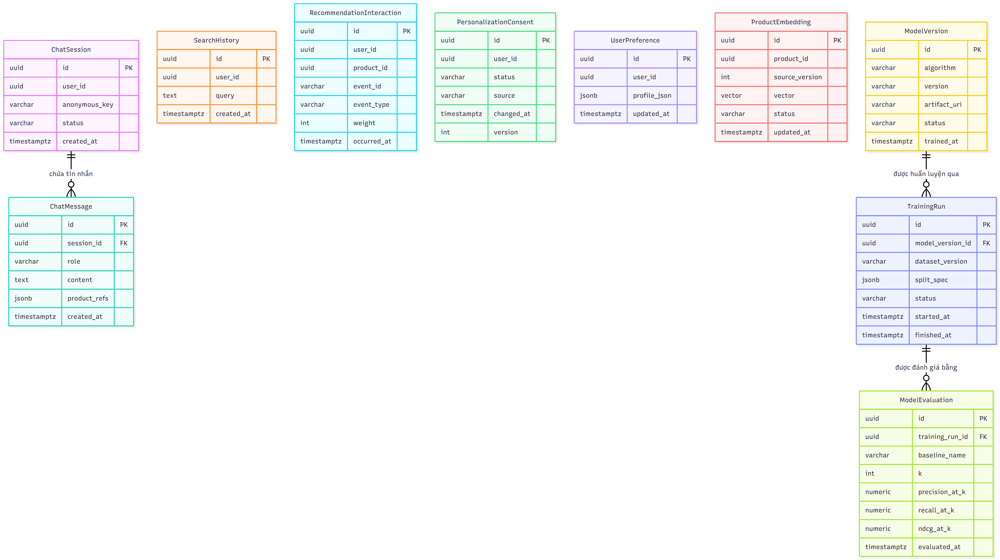 ChatSession
uuid id PK
uuid user_id
varchar anonymous_key
varchar status
timestamptz created_at
chứa tin nhắn
ChatMessage
uuid id PK
uuid session_id FK
varchar role
text content
jsonb product_refs
timestamptz created_at
SearchHistory
uuid id PK
uuid user_id
text query
timestamptz created_at
RecommendationInteraction
uuid id PK
uuid user_id
uuid product_id
varchar event_id
varchar event_type
int weight
timestamptz occurred_at
PersonalizationConsent
uuid id PK
uuid user_id
varchar status
varchar source
timestamptz changed_at
int version
UserPreference
uuid id PK
uuid user_id
jsonb profile_json
timestamptz updated_at
ProductEmbedding
uuid id PK
uuid product_id
int source_version
vector vector
varchar status
timestamptz updated_at
ModelVersion
uuid id PK
varchar algorithm
varchar version
varchar artifact_uri
varchar status
timestamptz trained_at
được huấn luyện qua
TrainingRun
uuid id PK
uuid model_version_id FK
varchar dataset_version
jsonb split_spec
varchar status
timestamptz started_at
timestamptz finished_at
được đánh giá bằng
ModelEvaluation
uuid id PK
uuid training_run_id FK
varchar baseline_name
int k
numeric precision_at_k
numeric recall_at_k
numeric ndcg_at_k
timestamptz evaluated_at